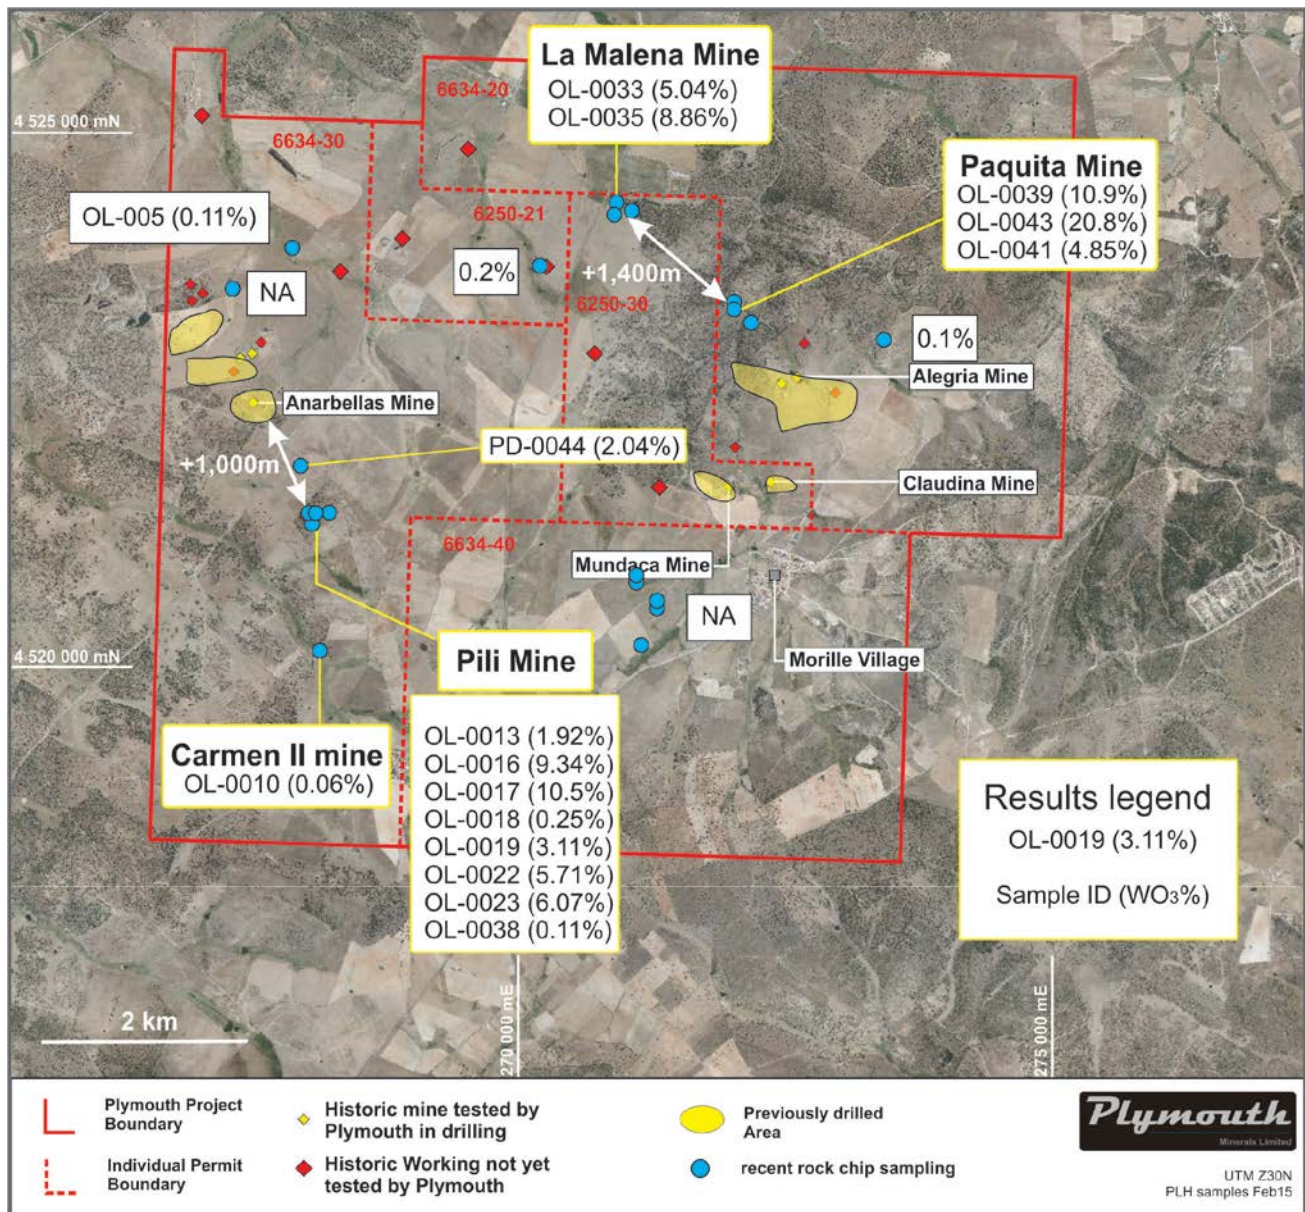 La Malena Mine
OL-0033 (5.04%)
OL-0035 (8.86%)
6634-20
4 525 000 mN
6634-30
Paquita Mine
OL-0039 (10.9%)
OL-0043 (20.8%)
OL-0041 (4.85%)
OL-005 (0.11%)
6250-21
+1,400m
0.2%
NA
6250-30
0.1%
Alegria Mine
Anarbellas Mine
PD-0044 (2.04%)
+1,000m
Claudina Mine
6634-40
Mundaca Mine
NA
Morille Village
4 520 000 mN
Pili Mine
OL-0013 (1.92%)
OL-0016 (9.34%)
OL-0017 (10.5%)
OL-0018 (0.25%)
OL-0019 (3.11%)
OL-0022 (5.71%)
OL-0023 (6.07%)
OL-0038 (0.11%)
Carmen II mine
OL-0010 (0.06%)
Results legend
OL-0019 (3.11%)
Sample ID (WO₃%)
2 km
270 000 mE
275 000 mE
Plymouth Project
Boundary
Individual Permit
Boundary
Historic mine tested by
Plymouth in drilling
Historic Working not yet
tested by Plymouth
Previously drilled
Area
recent rock chip sampling
Plymouth
Minerals Limited
UTM Z30N
PLH samples Feb15